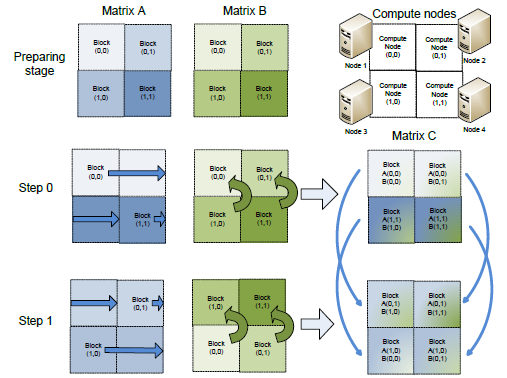 Matrix A
Matrix B
Compute nodes
Preparing
stage
Block
(0,0)
Block
(0,1)
Block
(1,0)
Block
(1,1)
Block
(0,0)
Block
(0,1)
Block
(1,0)
Block
(1,1)
Compute
Node
(0,0)
Compute
Node
(0,1)
Compute
Node
(1,0)
Compute
Node
(1,1)
Node 1
Node 2
Node 3
Node 4
Matrix C
Step 0
Block
(0,0)
Block
(1,1)
Block
(0,0)
Block
(0,1)
Block
(1,0)
Block
(1,1)
Block
A(0,0)
B(0,0)
Block
A(0,0)
B(0,1)
Block
A(1,1)
B(1,0)
Block
A(1,1)
B(1,1)
Step 1
Block
(0,1)
Block
(1,0)
Block
(1,0)
Block
(1,1)
Block
(0,0)
Block
(0,1)
Block
A(0,1)
B(1,0)
Block
A(0,1)
B(1,1)
Block
A(1,0)
B(0,0)
Block
A(1,0)
B(0,1)